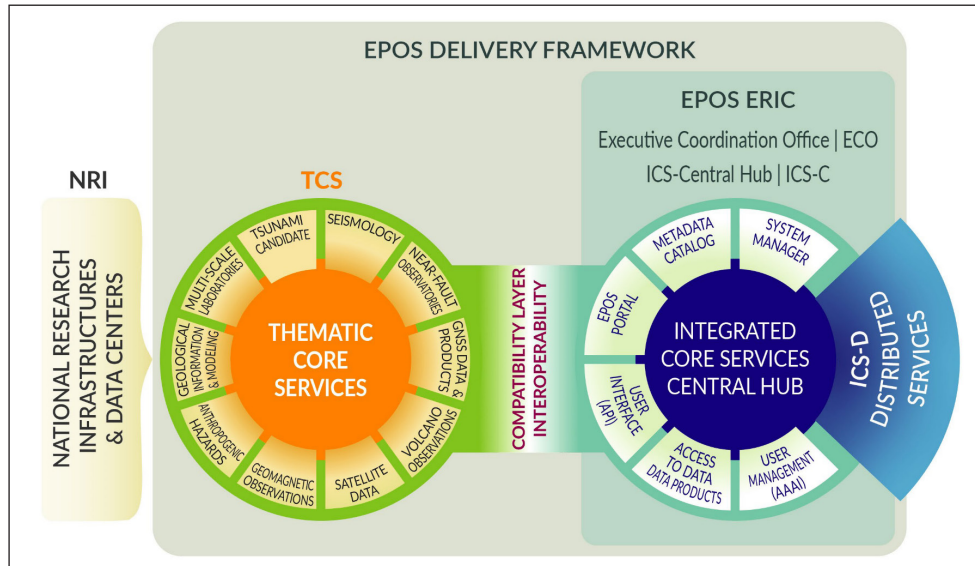 EPOS DELIVERY FRAMEWORK
EPOS ERIC
Executive Coordination Office | ECO
ICS-Central Hub | ICS-C
NRI
NATIONAL RESEARCH
INFRASTRUCTURES
& DATA CENTERS
TCS
TSUNAMI
CANDIDATE
SEISMOLOGY
NEAR-FAULT
OBSERVATORIES
GNSS DATA &
PRODUCTS
VOLCANO
OBSERVATIONS
SATELLITE
DATA
GEOMAGNETIC
OBSERVATIONS
ANTHROPOGENIC
HAZARDS
GEOLOGICAL
INFORMATION
& MODELING
MULTI-SCALE
LABORATORIES
THEMATIC
CORE
SERVICES
COMPATIBILITY LAYER
INTEROPERABILITY
METADATA
CATALOG
SYSTEM
MANAGER
EPOS
PORTAL
USER
INTERFACE
(API)
ACCESS
TO DATA
DATA PRODUCTS
USER
MANAGEMENT
(AAAI)
INTEGRATED
CORE SERVICES
CENTRAL HUB
ICS-D
DISTRIBUTED
SERVICES